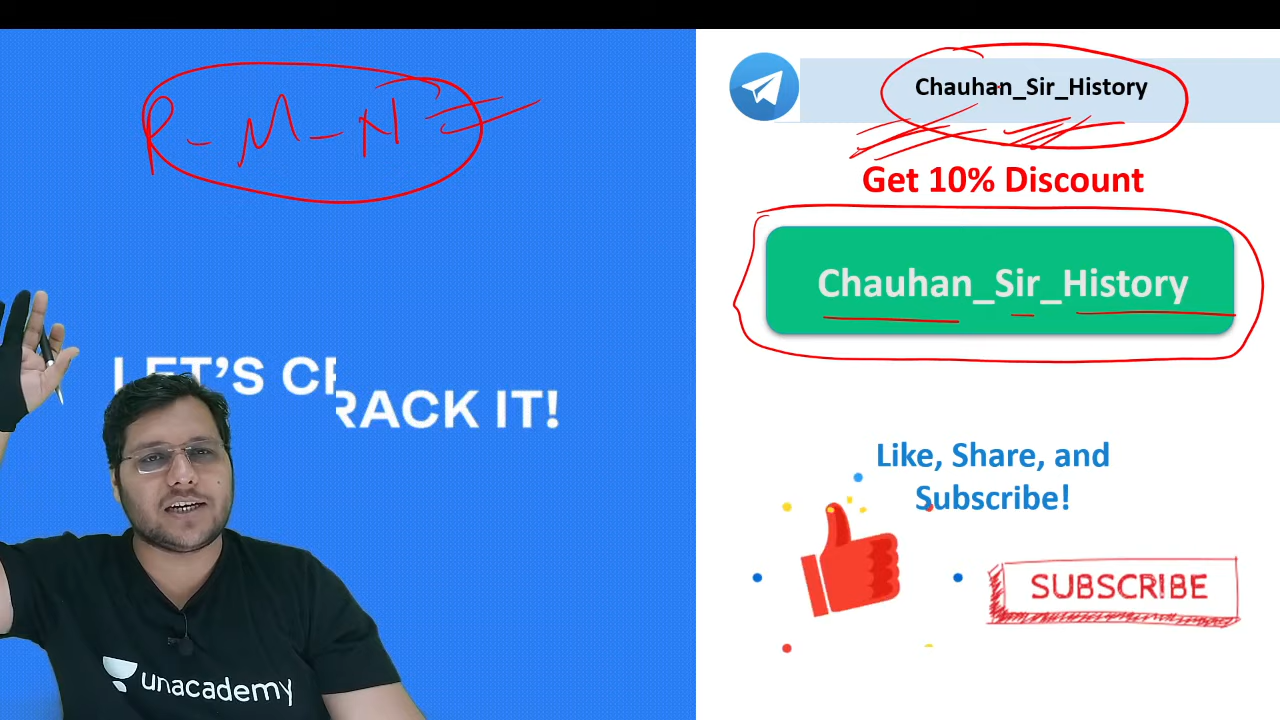 P-M-N
Chauhan_Sir_History
Get 10% Discount
Chauhan_Sir_History
LET'S CRACK IT!
Like, Share, and
Subscribe!
SUBSCRIBE
unacademy